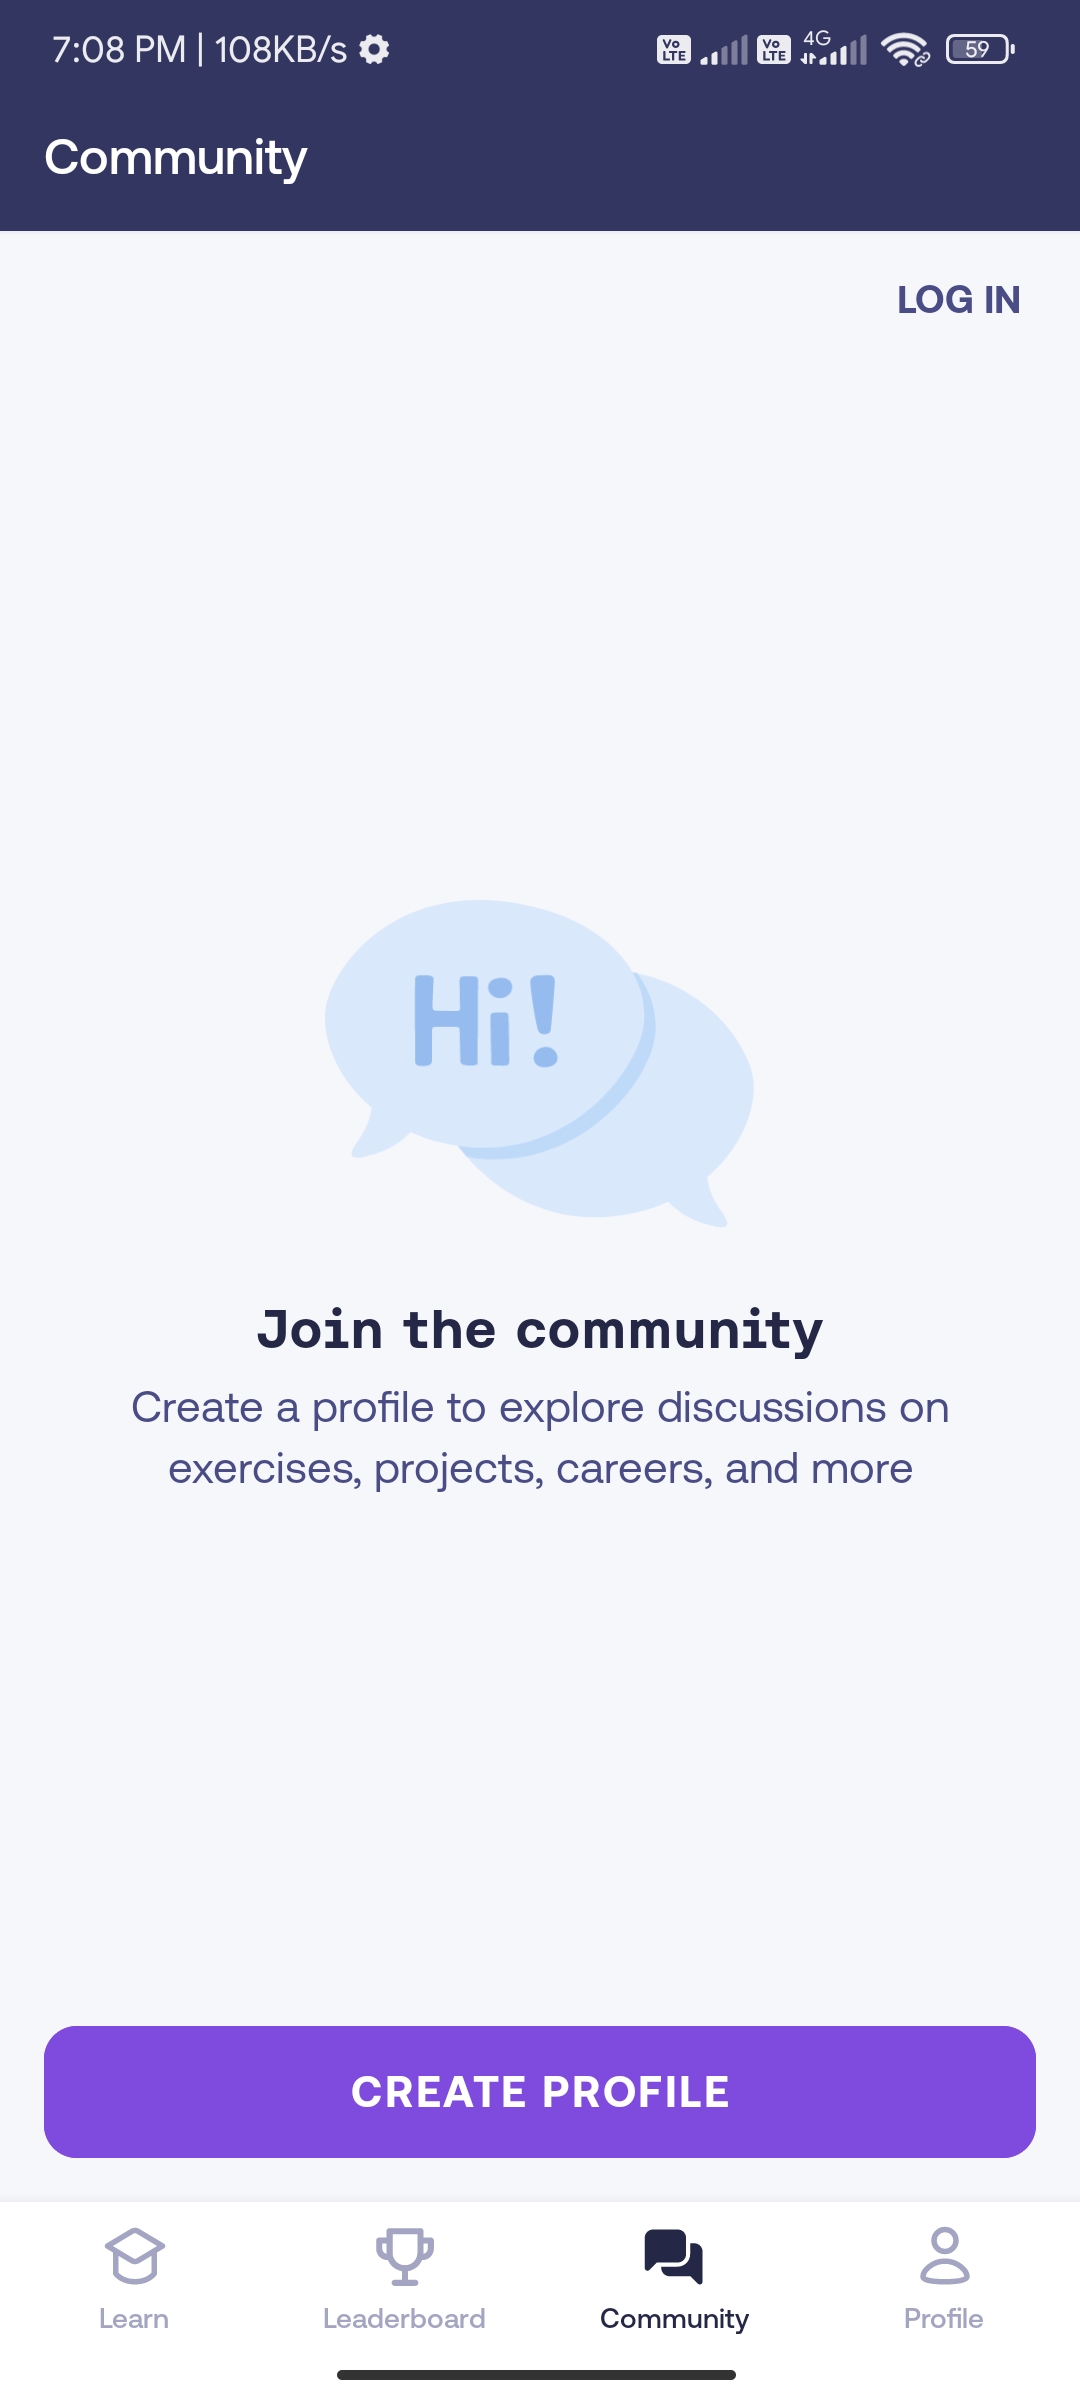 7:08 PM | 108KB/s
Vo LTE Vo LTE 4G 59
Community
LOG IN
Hi!
Join the community
Create a profile to explore discussions on
exercises, projects, careers, and more
CREATE PROFILE
Learn Leaderboard Community Profile